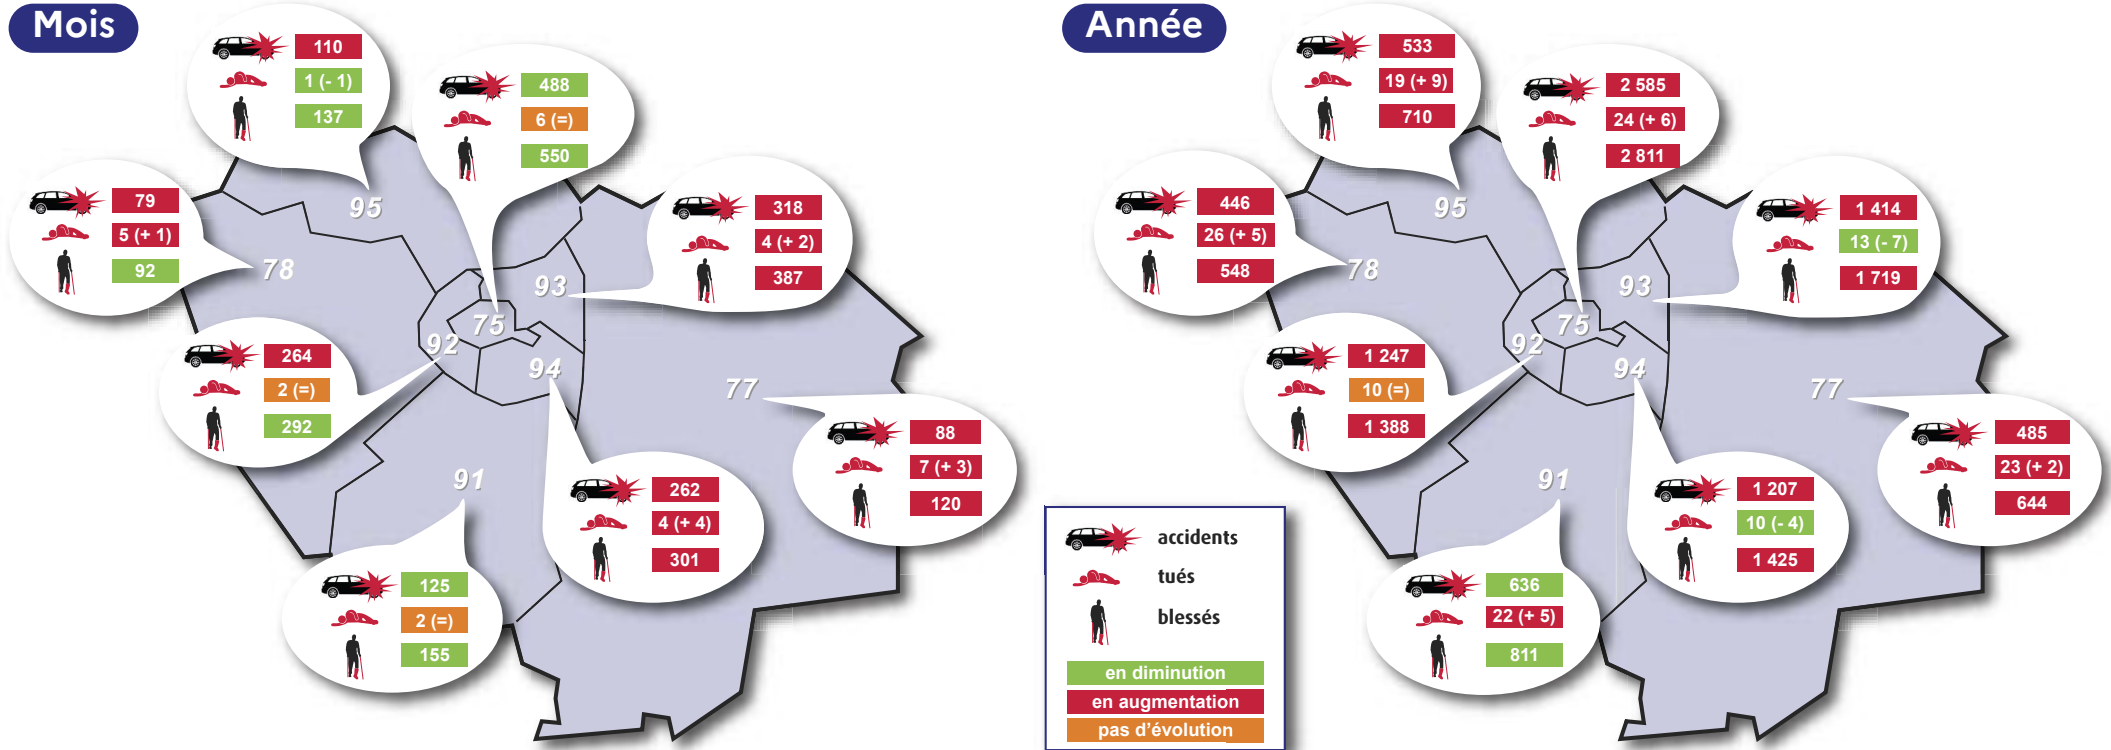 Mois
110
1 (- 1)
137
95
488
6 (=)
550
75
79
5 (+ 1)
92
78
318
4 (+ 2)
387
93
264
2 (=)
292
92
94
262
4 (+ 4)
301
77
88
7 (+ 3)
120
91
125
2 (=)
155
Année
533
19 (+ 9)
710
95
2 585
24 (+ 6)
2 811
75
446
26 (+ 5)
548
78
1 414
13 (- 7)
1 719
93
1 247
10 (=)
1 388
92
94
1 207
10 (- 4)
1 425
77
485
23 (+ 2)
644
91
636
22 (+ 5)
811
accidents
tués
blessés
en diminution
en augmentation
pas d'évolution